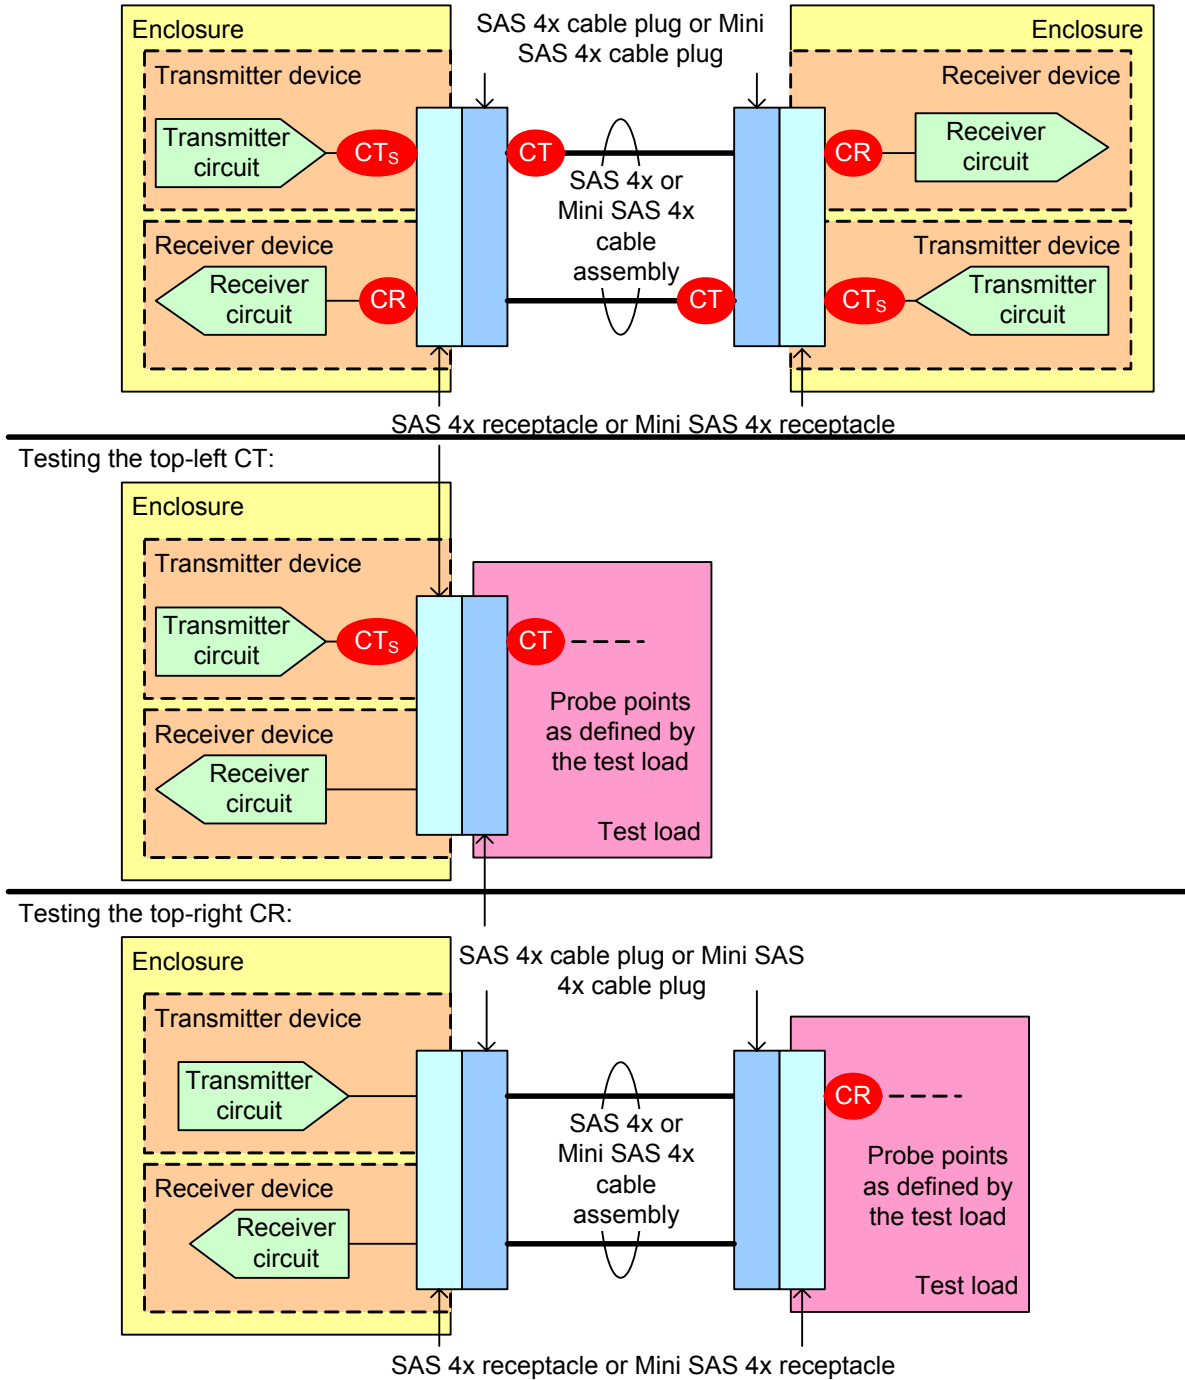 Enclosure
SAS 4x cable plug or Mini
SAS 4x cable plug
Enclosure
Transmitter device
Receiver device
Transmitter
circuit
CTS
CT
CR
Receiver
circuit
SAS 4x or
Mini SAS 4x
cable
assembly
Receiver device
Transmitter device
Receiver
circuit
CR
CT
CTS
Transmitter
circuit
SAS 4x receptacle or Mini SAS 4x receptacle
Testing the top-left CT:
Enclosure
Transmitter device
Transmitter
circuit
CTS
CT
Probe points
as defined by
the test load
Receiver device
Receiver
circuit
Test load
Testing the top-right CR:
Enclosure
SAS 4x cable plug or Mini SAS
4x cable plug
Transmitter device
Transmitter
circuit
CR
SAS 4x or
Mini SAS 4x
cable
assembly
Probe points
as defined by
the test load
Receiver device
Receiver
circuit
Test load
SAS 4x receptacle or Mini SAS 4x receptacle